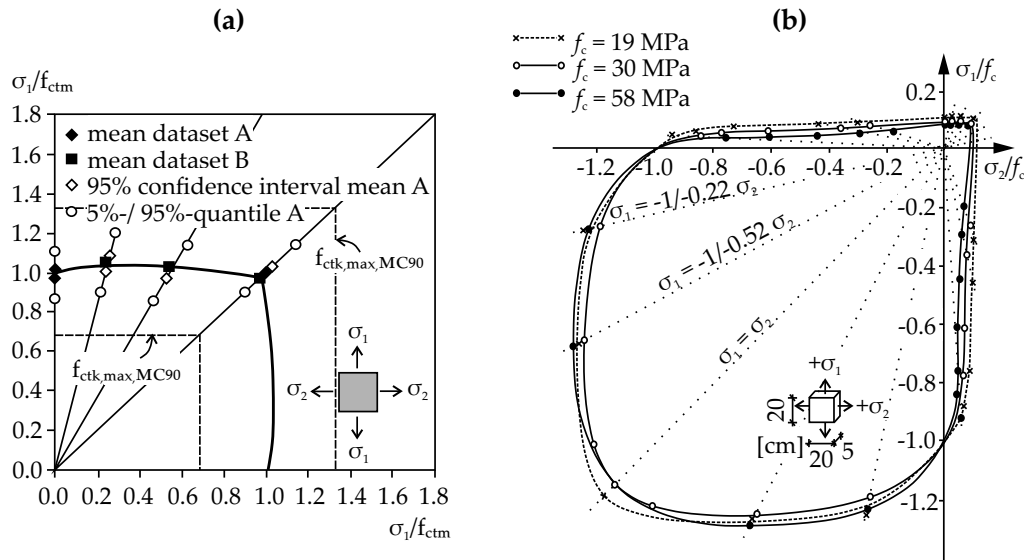 (a)
σ₁/fctm
1.8
1.6
1.4
1.2
1.0
0.8
0.6
0.4
0.2
0.0
mean dataset A
mean dataset B
95% confidence interval mean A
5%-/ 95%-quantile A
fctk,max,MC90
fctk,max,MC90
σ₁
σ₂
σ₂
σ₁
0.0 0.2 0.4 0.6 0.8 1.0 1.2 1.4 1.6 1.8
σ₁/fctm
(b)
fc = 19 MPa
fc = 30 MPa
fc = 58 MPa
σ₁/fc
0.2
-1.2 -1.0 -0.8 -0.6 -0.4 -0.2
σ₂/fc
-0.2
-0.4
-0.6
-0.8
-1.0
-1.2
σ₁ = -1/-0.22 σ₂
σ₁ = -1/-0.52 σ₂
σ₁ = σ₂
+σ₁
+σ₂
20
[cm] 20 5